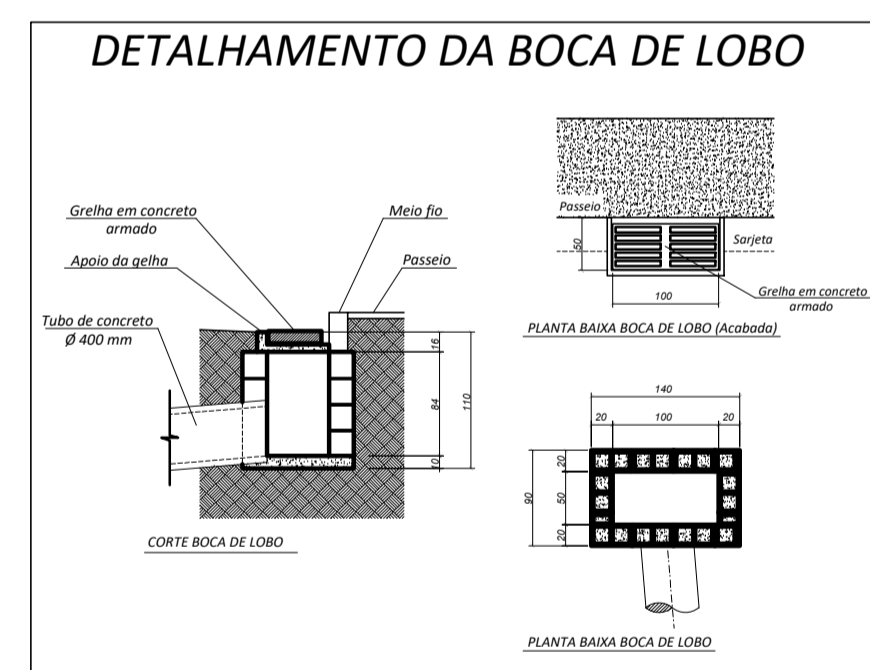 DETALHAMENTO DA BOCA DE LOBO
Grelha em concreto
armado
Apoio da gelha
Tubo de concreto
Ø 400 mm
Meio fio
Passeio
16
84
10
110
CORTE BOCA DE LOBO
Passeio
Sarjeta
50
100
Grelha em concreto
armado
PLANTA BAIXA BOCA DE LOBO (Acabada)
140
20
100
20
90
20
50
20
PLANTA BAIXA BOCA DE LOBO